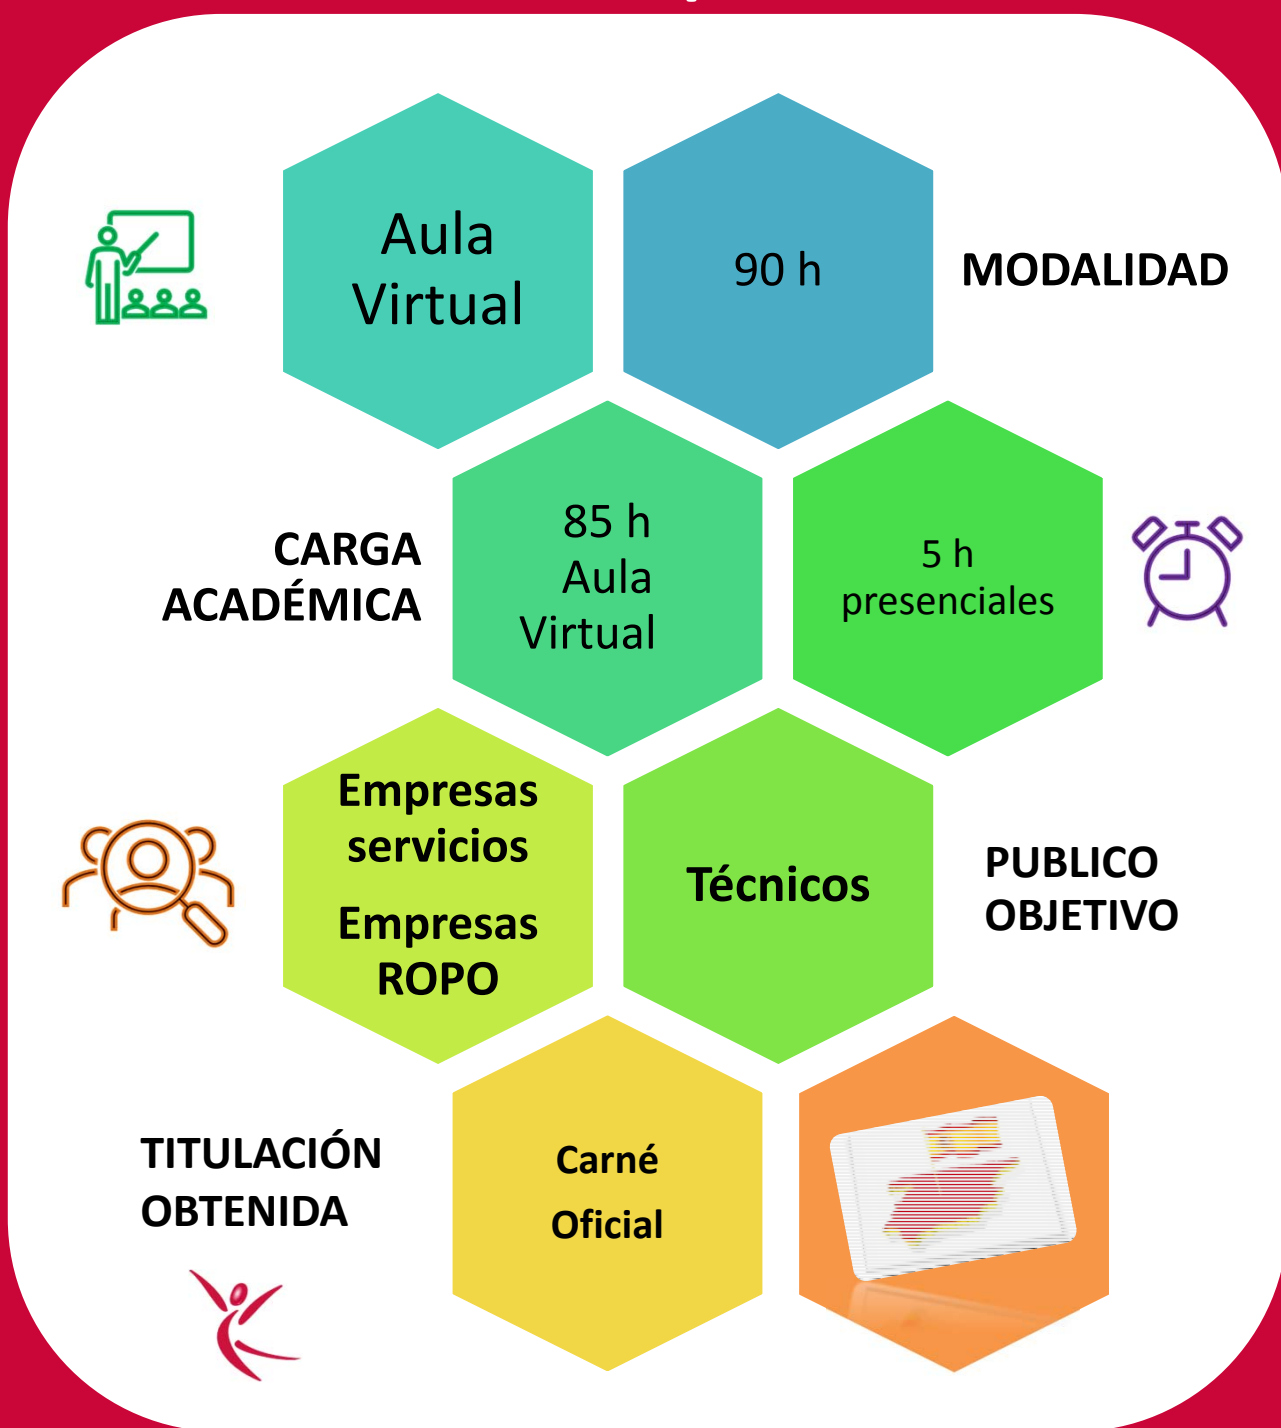 Aula
Virtual
90 h
MODALIDAD
CARGA
ACADÉMICA
85 h
Aula
Virtual
5 h
presenciales
Empresas
servicios
Empresas
ROPO
Técnicos
PUBLICO
OBJETIVO
TITULACIÓN
OBTENIDA
Carné
Oficial